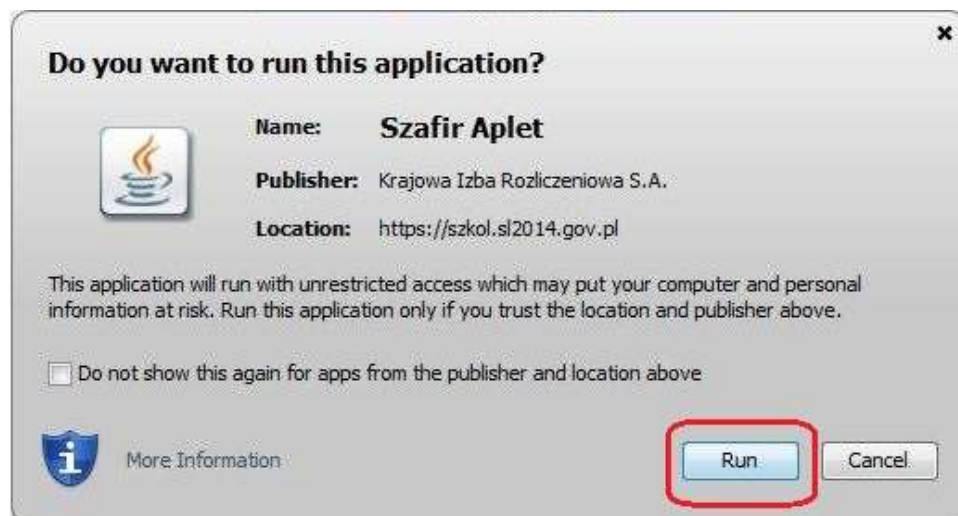 Do you want to run this application?
Name: Szafir Aplet
Publisher: Krajowa Izba Rozliczeniowa S.A.
Location: https://szkol.sl2014.gov.pl
This application will run with unrestricted access which may put your computer and personal
information at risk. Run this application only if you trust the location and publisher above.
Do not show this again for apps from the publisher and location above
More Information
Run
Cancel